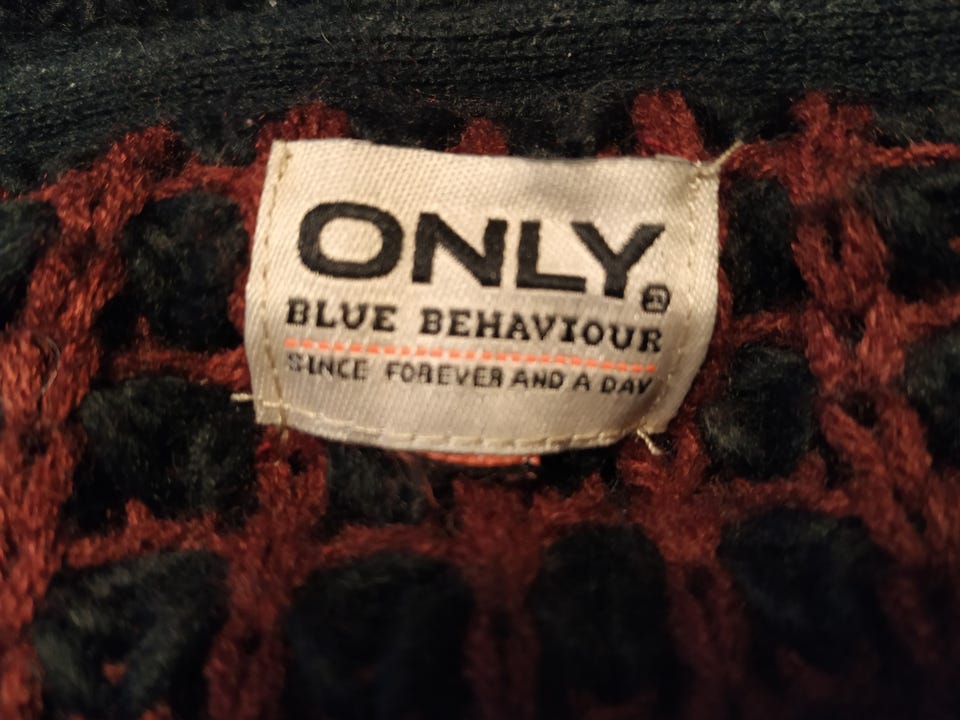 ONLY®
BLUE BEHAVIOUR
SINCE FOREVER AND A DAY